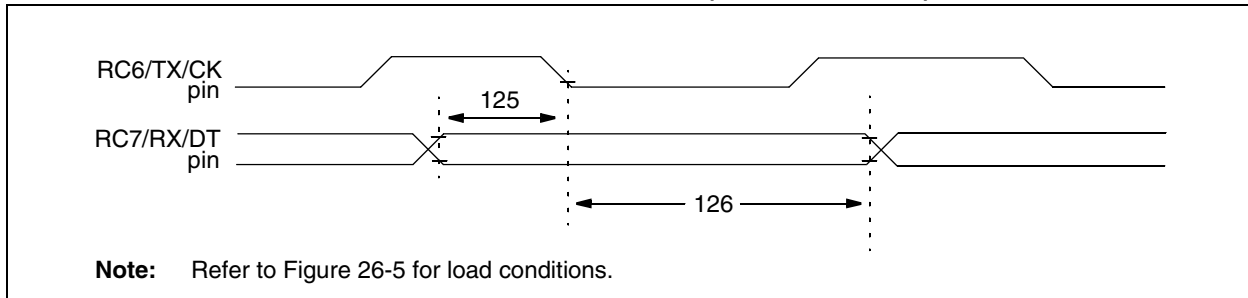 RC6/TX/CK
pin
125
RC7/RX/DT
pin
126
Note: Refer to Figure 26-5 for load conditions.